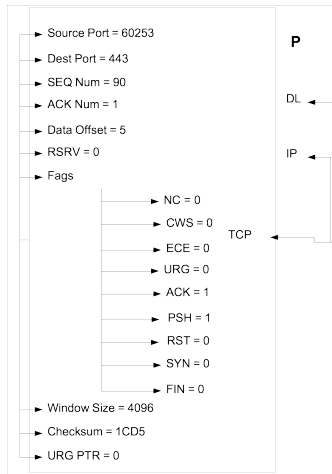 Source Port = 60253
P
Dest Port = 443
SEQ Num = 90
ACK Num = 1
DL
Data Offset = 5
RSRV = 0
IP
Fags
NC = 0
CWS = 0
TCP
ECE = 0
URG = 0
ACK = 1
PSH = 1
RST = 0
SYN = 0
FIN = 0
Window Size = 4096
Checksum = 1CD5
URG PTR = 0